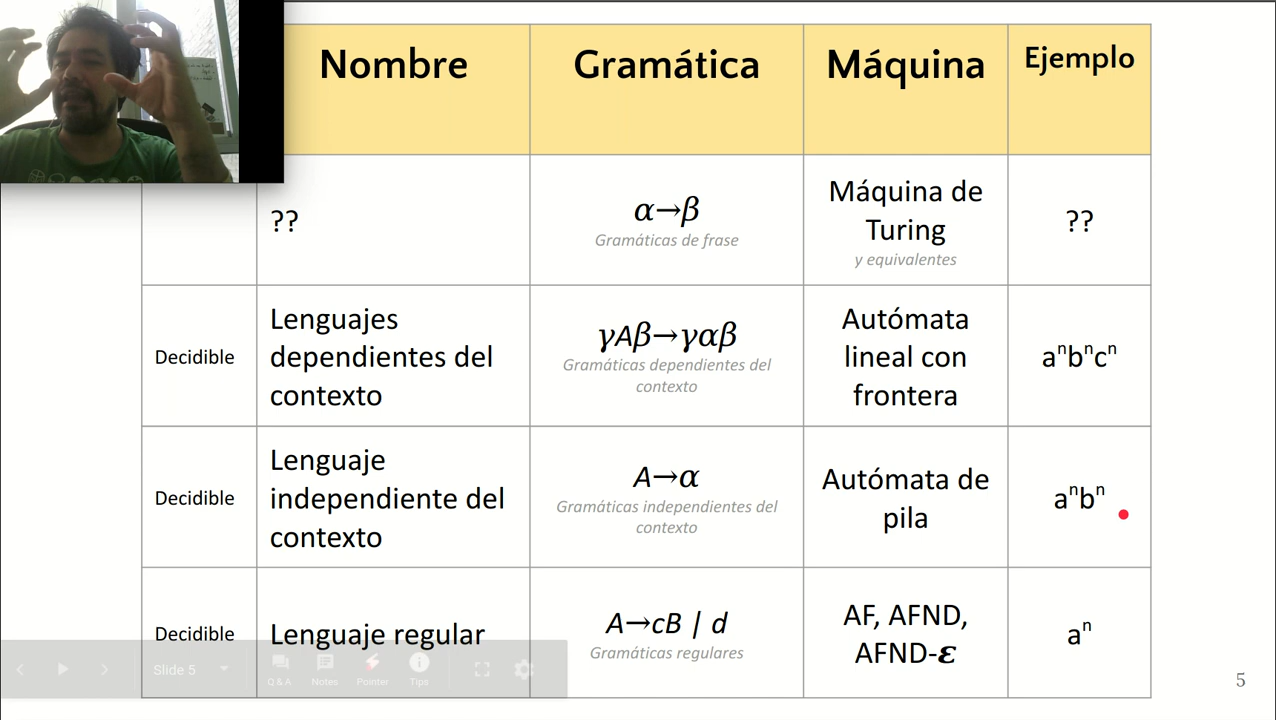 Nombre Gramática Máquina Ejemplo
?? α→β Máquina de ??
Gramáticas de frase Turing
y equivalentes
Lenguajes γAβ→γαβ Autómata
Decidible dependientes del Gramáticas dependientes del lineal con aⁿbⁿcⁿ
contexto contexto frontera
Lenguaje A→α Autómata de
Decidible independiente del Gramáticas independientes del pila aⁿbⁿ
contexto contexto
Decidible Lenguaje regular A→cB | d AF, AFND, aⁿ
Gramáticas regulares AFND-ε
Slide 5 Q & A Notes Pointer Tips
5